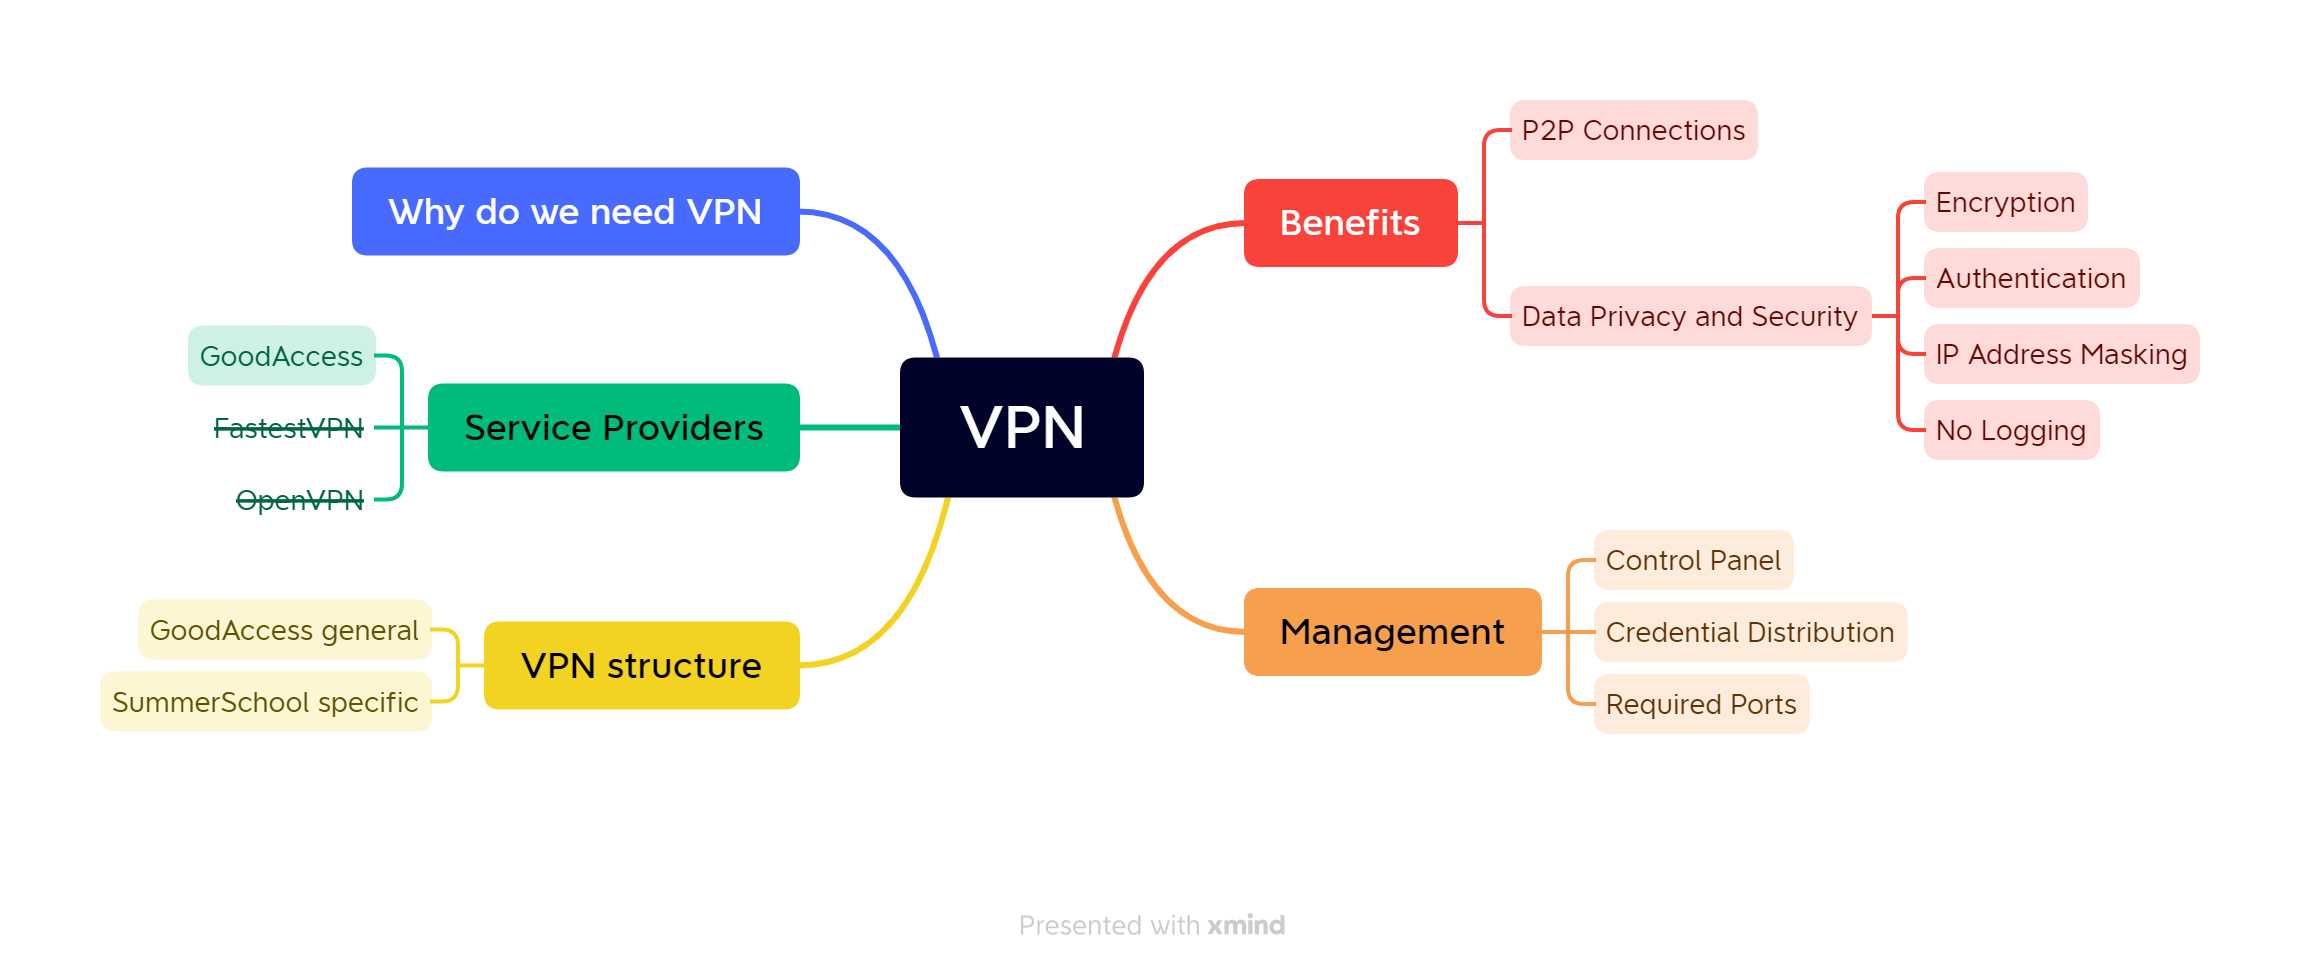 VPN
Benefits
P2P Connections
Data Privacy and Security
Encryption
Authentication
IP Address Masking
No Logging
Management
Control Panel
Credential Distribution
Required Ports
Why do we need VPN
Service Providers
GoodAccess
FastestVPN
OpenVPN
VPN structure
GoodAccess general
SummerSchool specific
Presented with xmind